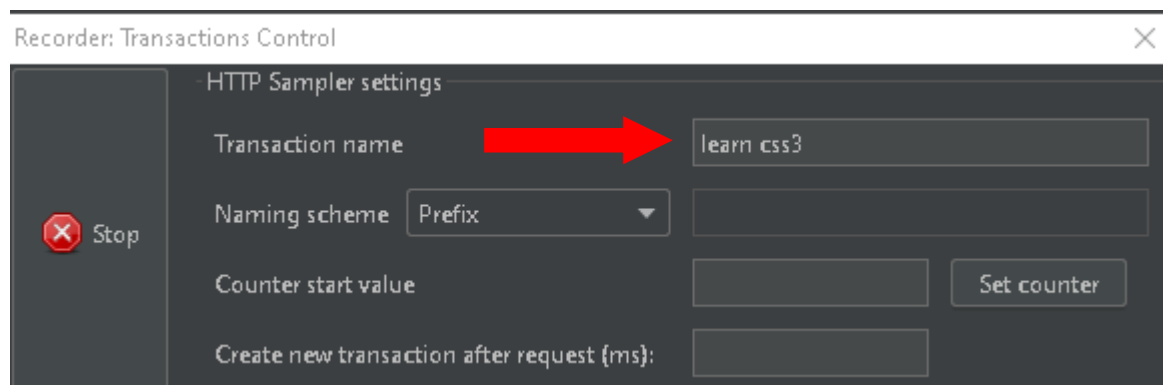 Recorder: Transactions Control
HTTP Sampler settings
Transaction name learn css3
Naming scheme Prefix
Stop
Counter start value Set counter
Create new transaction after request (ms):